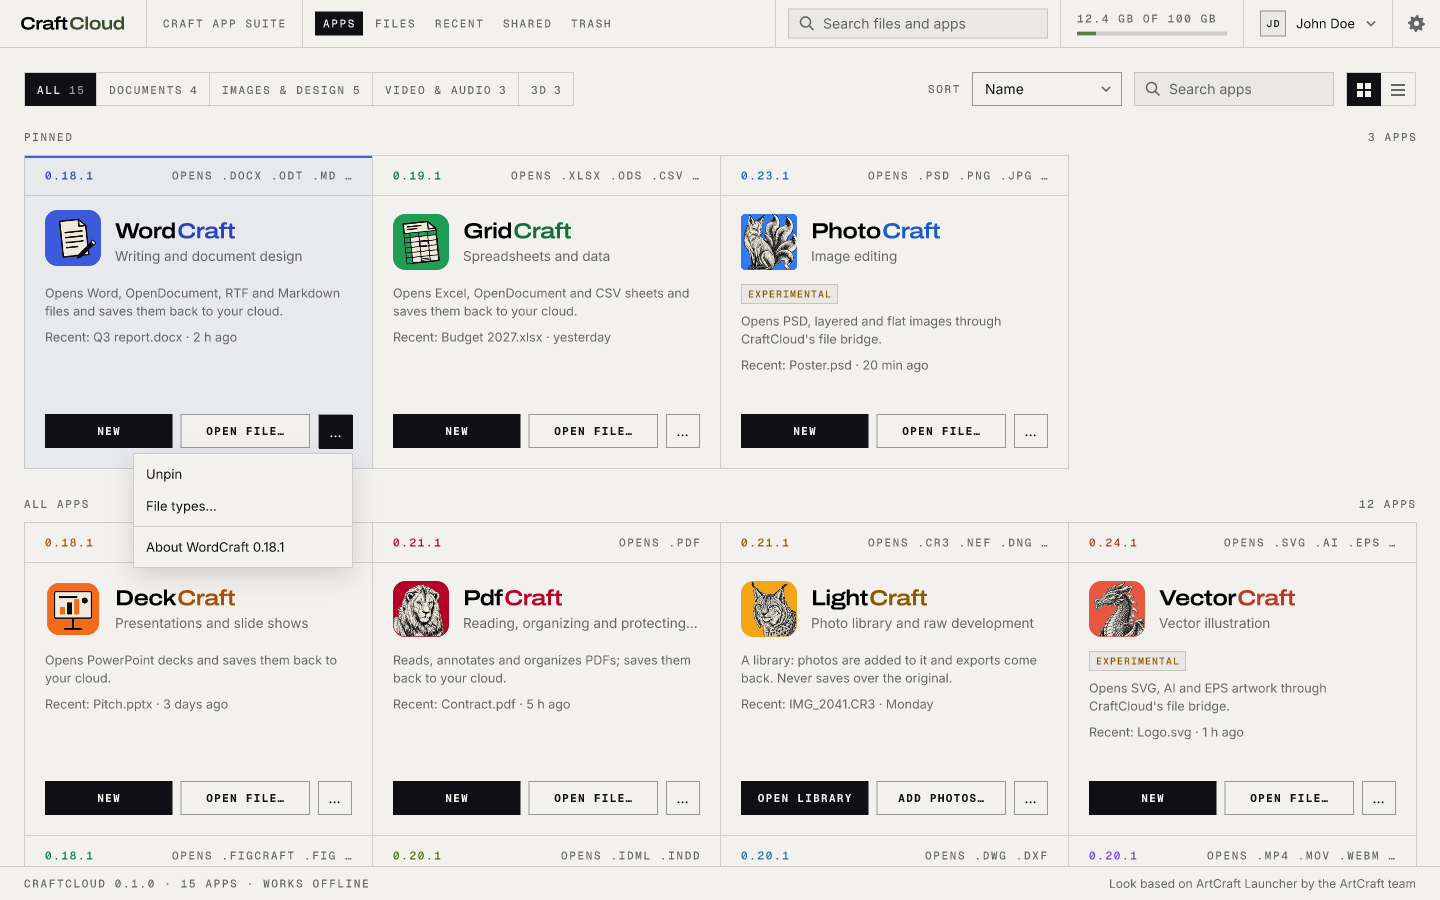 CraftCloud
CRAFT APP SUITE
APPS FILES RECENT SHARED TRASH
Search files and apps
12.4 GB OF 100 GB
JD John Doe
ALL 15 DOCUMENTS 4 IMAGES & DESIGN 5 VIDEO & AUDIO 3 3D 3
SORT Name
Search apps
PINNED 3 APPS
0.18.1 OPENS .DOCX .ODT .MD …
WordCraft
Writing and document design
Opens Word, OpenDocument, RTF and Markdown
files and saves them back to your cloud.
Recent: Q3 report.docx · 2 h ago
NEW OPEN FILE… …
0.19.1 OPENS .XLSX .ODS .CSV …
GridCraft
Spreadsheets and data
Opens Excel, OpenDocument and CSV sheets and
saves them back to your cloud.
Recent: Budget 2027.xlsx · yesterday
NEW OPEN FILE… …
0.23.1 OPENS .PSD .PNG .JPG …
PhotoCraft
Image editing
EXPERIMENTAL
Opens PSD, layered and flat images through
CraftCloud's file bridge.
Recent: Poster.psd · 20 min ago
NEW OPEN FILE… …
Unpin
File types...
About WordCraft 0.18.1
ALL APPS 12 APPS
0.18.1
DeckCraft
Presentations and slide shows
Opens PowerPoint decks and saves them back to
your cloud.
Recent: Pitch.pptx · 3 days ago
NEW OPEN FILE… …
0.21.1 OPENS .PDF
PdfCraft
Reading, organizing and protecting...
Reads, annotates and organizes PDFs; saves them
back to your cloud.
Recent: Contract.pdf · 5 h ago
NEW OPEN FILE… …
0.21.1 OPENS .CR3 .NEF .DNG …
LightCraft
Photo library and raw development
A library: photos are added to it and exports come
back. Never saves over the original.
Recent: IMG_2041.CR3 · Monday
OPEN LIBRARY ADD PHOTOS… …
0.24.1 OPENS .SVG .AI .EPS …
VectorCraft
Vector illustration
EXPERIMENTAL
Opens SVG, AI and EPS artwork through
CraftCloud's file bridge.
Recent: Logo.svg · 1 h ago
NEW OPEN FILE… …
0.18.1 OPENS .FIGCRAFT .FIG …
0.20.1 OPENS .IDML .INDD
0.20.1 OPENS .DWG .DXF
0.20.1 OPENS .MP4 .MOV .WEBM …
CRAFTCLOUD 0.1.0 · 15 APPS · WORKS OFFLINE
Look based on ArtCraft Launcher by the ArtCraft team